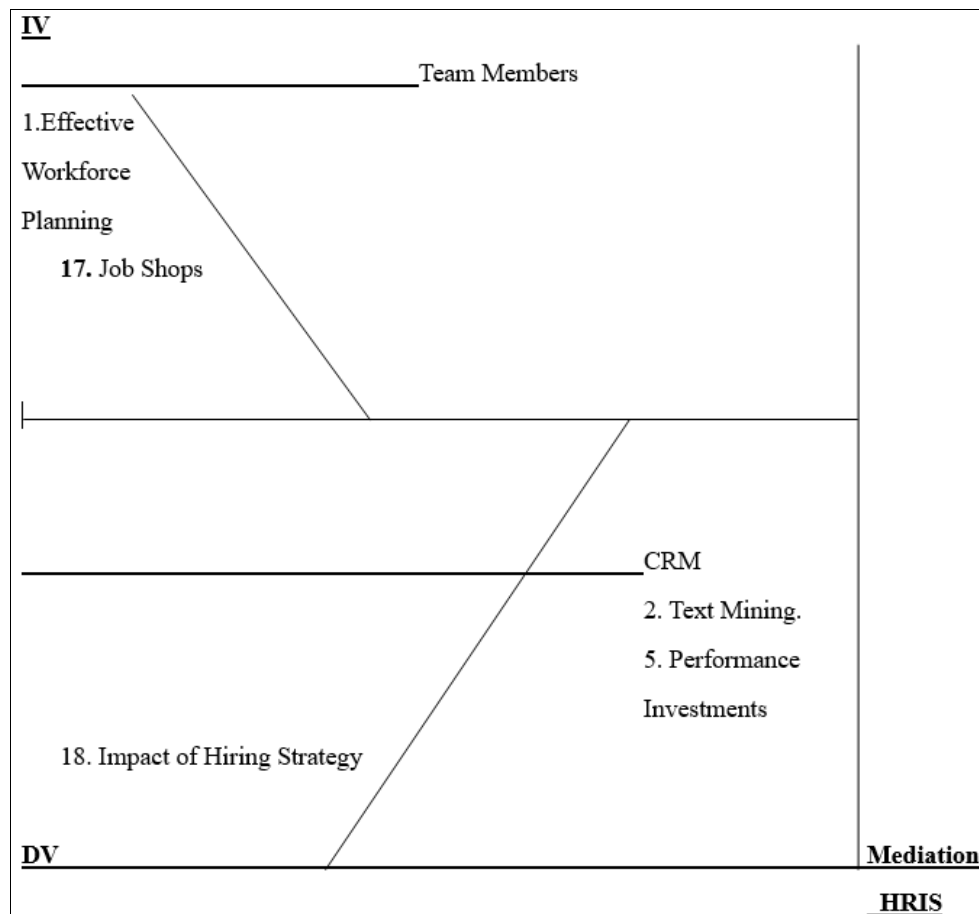 IV
Team Members
1.Effective
Workforce
Planning
17. Job Shops
CRM
2. Text Mining.
5. Performance
Investments
18. Impact of Hiring Strategy
DV
Mediation
HRIS